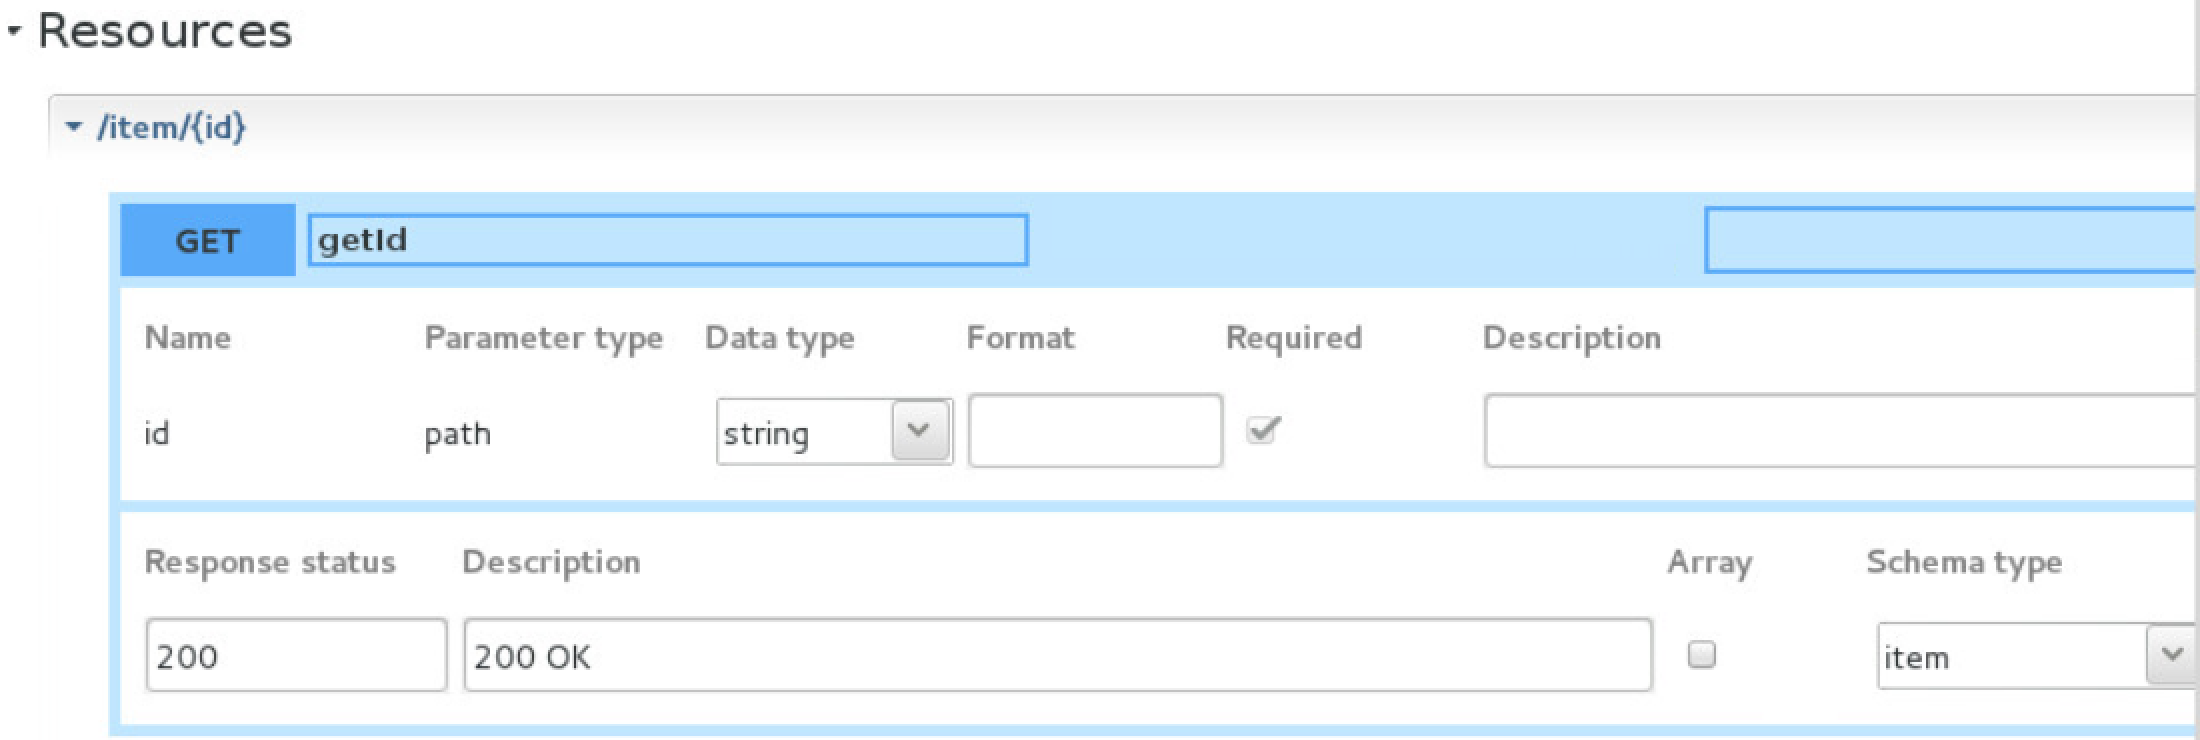 Resources
/item/{id}
GET getId
Name Parameter type Data type Format Required Description
id path string
Response status Description Array Schema type
200 200 OK item